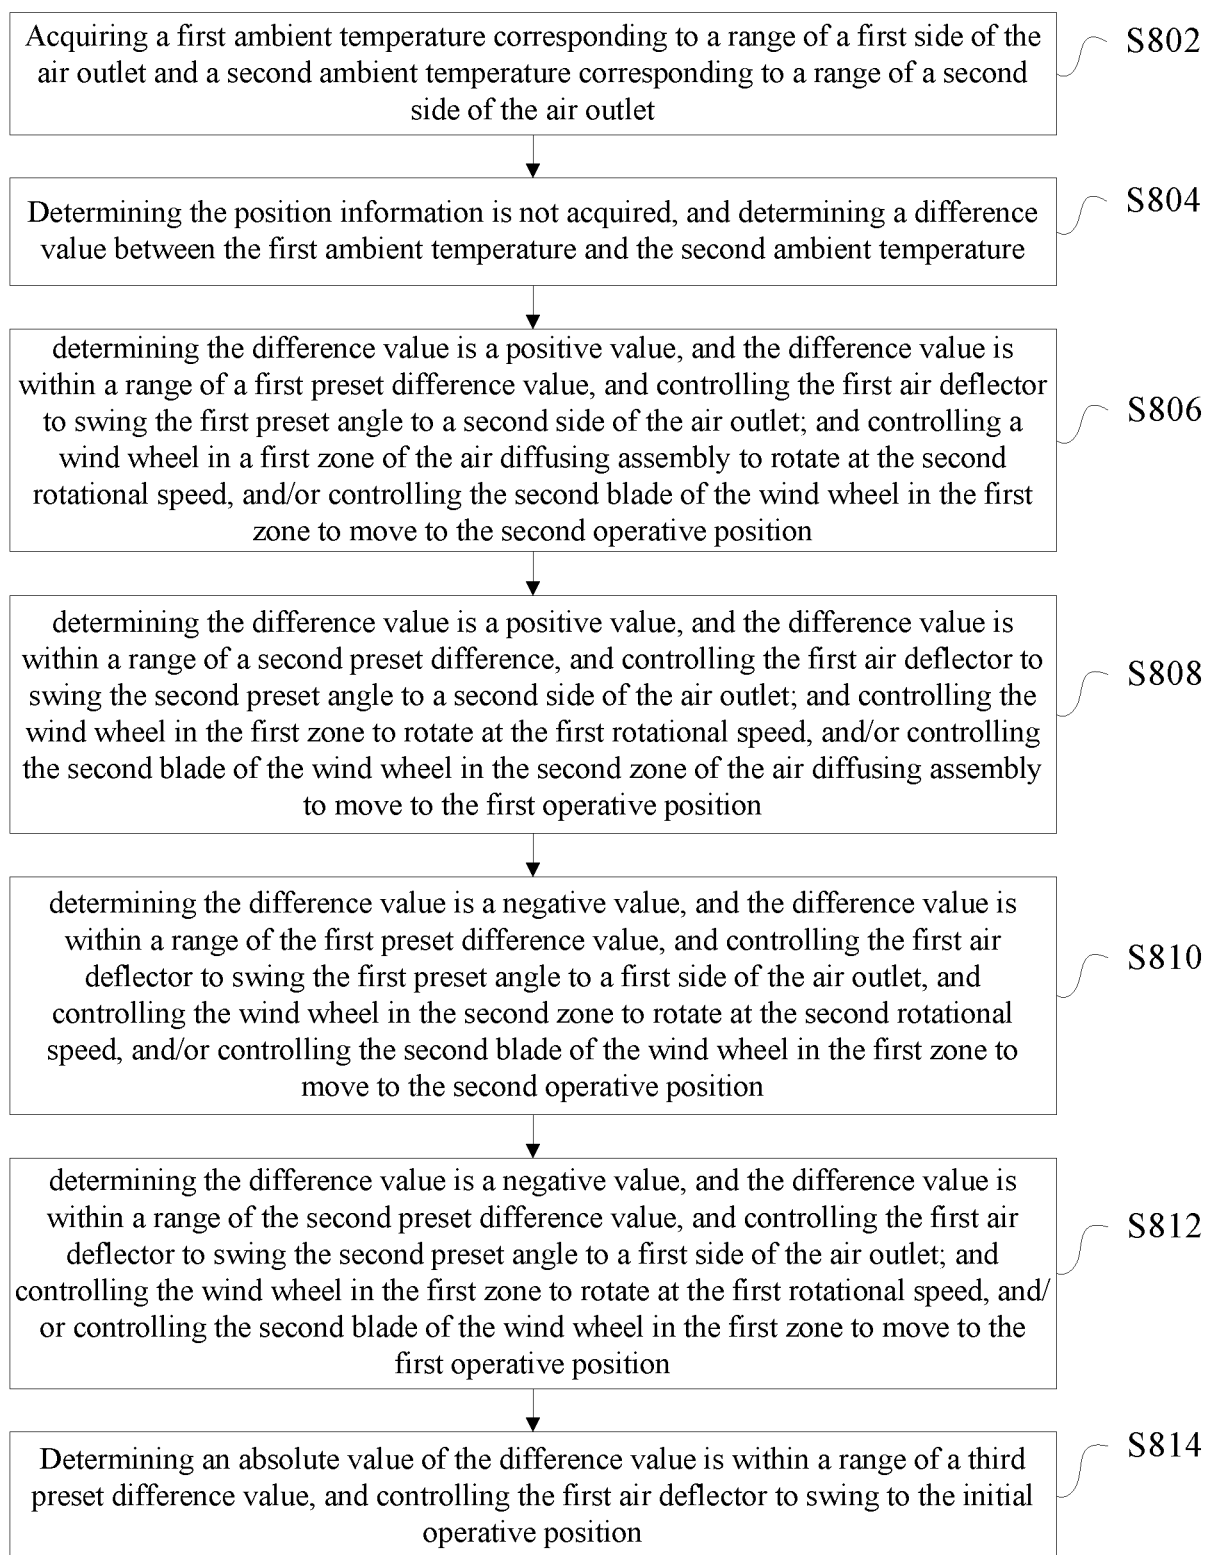 Acquiring a first ambient temperature corresponding to a range of a first side of the
air outlet and a second ambient temperature corresponding to a range of a second
side of the air outlet
S802
Determining the position information is not acquired, and determining a difference
value between the first ambient temperature and the second ambient temperature
S804
determining the difference value is a positive value, and the difference value is
within a range of a first preset difference value, and controlling the first air deflector
to swing the first preset angle to a second side of the air outlet; and controlling a
wind wheel in a first zone of the air diffusing assembly to rotate at the second
rotational speed, and/or controlling the second blade of the wind wheel in the first
zone to move to the second operative position
S806
determining the difference value is a positive value, and the difference value is
within a range of a second preset difference, and controlling the first air deflector to
swing the second preset angle to a second side of the air outlet; and controlling the
wind wheel in the first zone to rotate at the first rotational speed, and/or controlling
the second blade of the wind wheel in the second zone of the air diffusing assembly
to move to the first operative position
S808
determining the difference value is a negative value, and the difference value is
within a range of the first preset difference value, and controlling the first air
deflector to swing the first preset angle to a first side of the air outlet, and
controlling the wind wheel in the second zone to rotate at the second rotational
speed, and/or controlling the second blade of the wind wheel in the first zone to
move to the second operative position
S810
determining the difference value is a negative value, and the difference value is
within a range of the second preset difference value, and controlling the first air
deflector to swing the second preset angle to a first side of the air outlet; and
controlling the wind wheel in the first zone to rotate at the first rotational speed, and/
or controlling the second blade of the wind wheel in the first zone to move to the
first operative position
S812
Determining an absolute value of the difference value is within a range of a third
preset difference value, and controlling the first air deflector to swing to the initial
operative position
S814